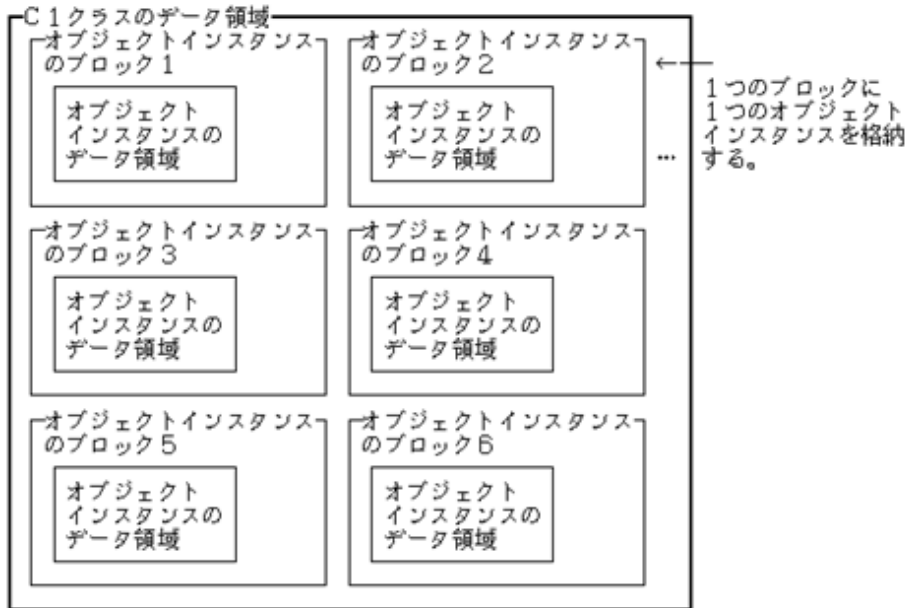 C1クラスのデータ領域
オブジェクトインスタンス
のブロック1
オブジェクト
インスタンスの
データ領域
オブジェクトインスタンス
のブロック2
オブジェクト
インスタンスの
データ領域
←
1つのブロックに
1つのオブジェクト
インスタンスを格納
する。
…
オブジェクトインスタンス
のブロック3
オブジェクト
インスタンスの
データ領域
オブジェクトインスタンス
のブロック4
オブジェクト
インスタンスの
データ領域
オブジェクトインスタンス
のブロック5
オブジェクト
インスタンスの
データ領域
オブジェクトインスタンス
のブロック6
オブジェクト
インスタンスの
データ領域